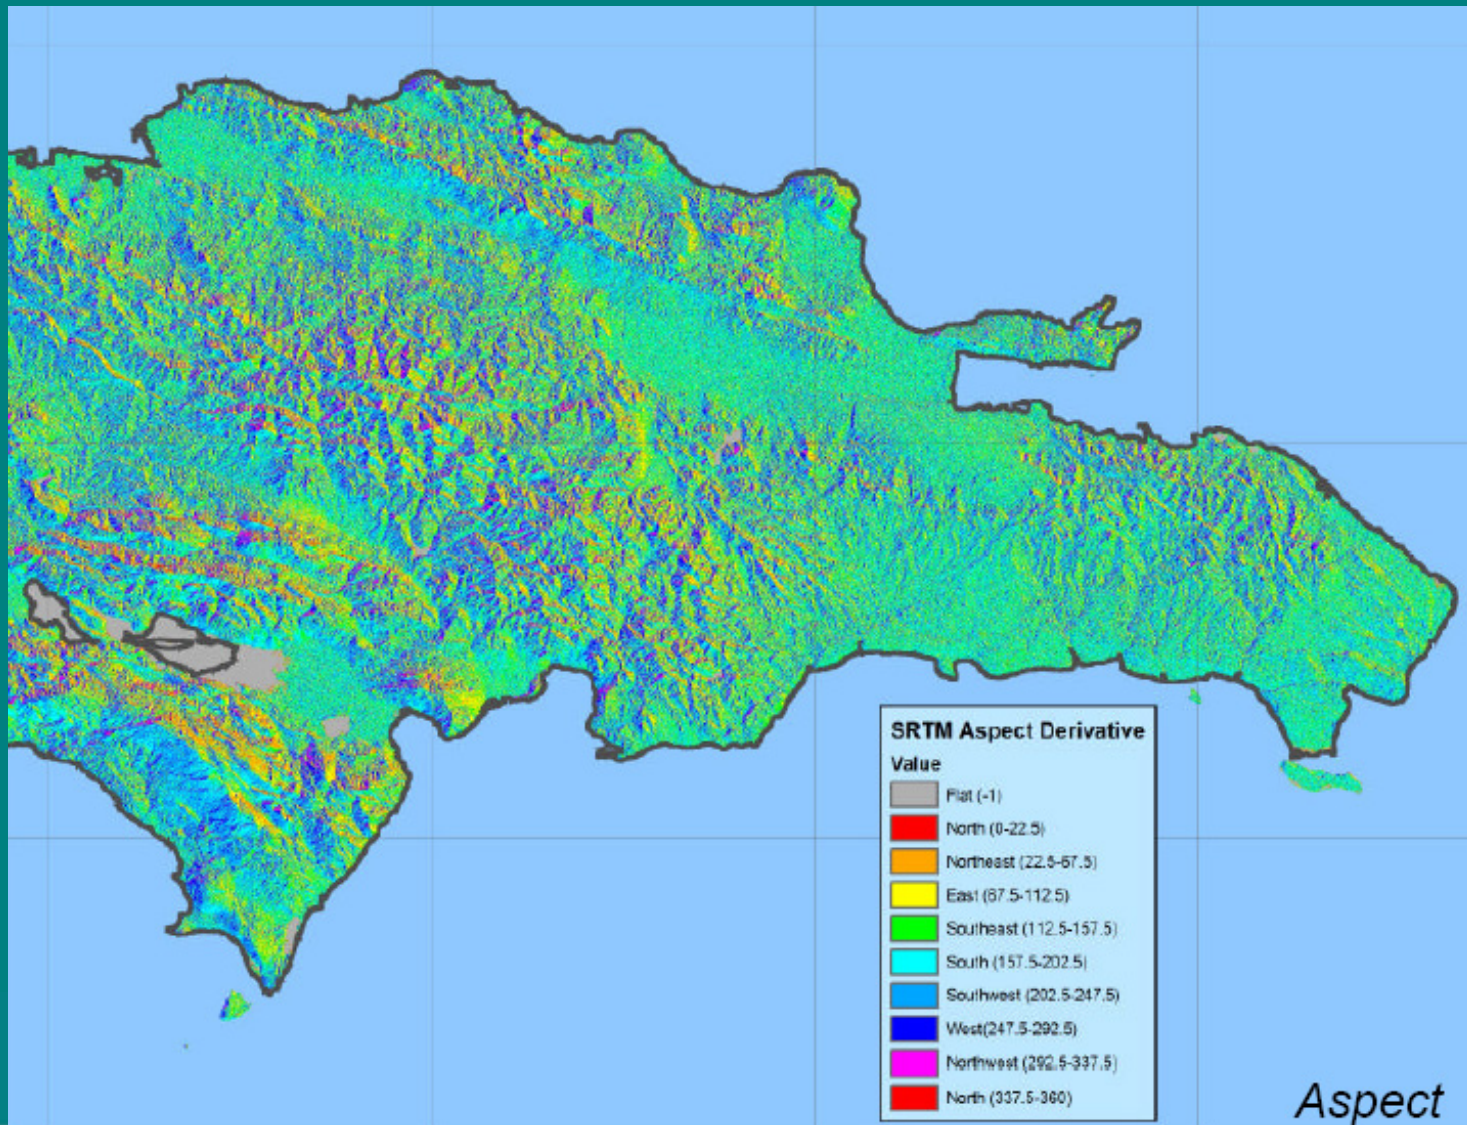 SRTM Aspect Derivative
Value
Flat (-1)
North (0-22.5)
Northeast (22.5-67.5)
East (67.5-112.5)
Southeast (112.5-157.5)
South (157.5-202.5)
Southwest (202.5-247.5)
West(247.5-292.5)
Northwest (292.5-337.5)
North (337.5-360)
Aspect